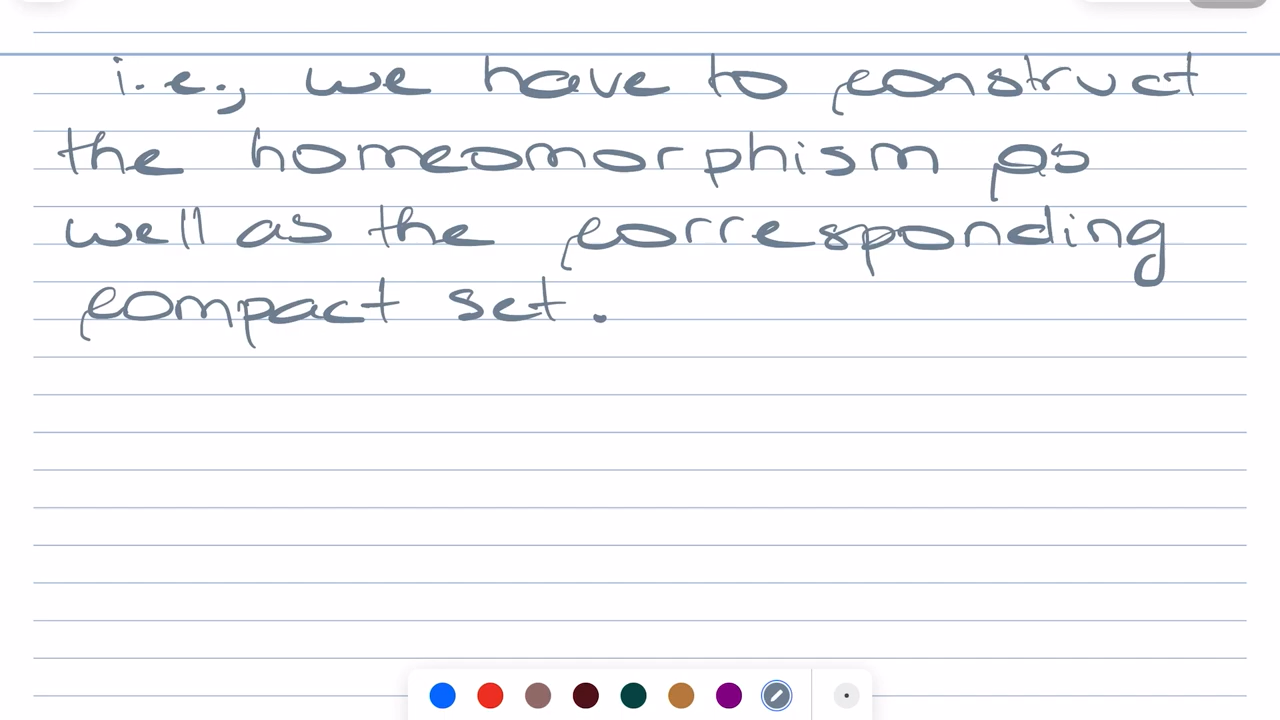 i.e., we have to construct
the homeomorphism as
well as the corresponding
compact set.